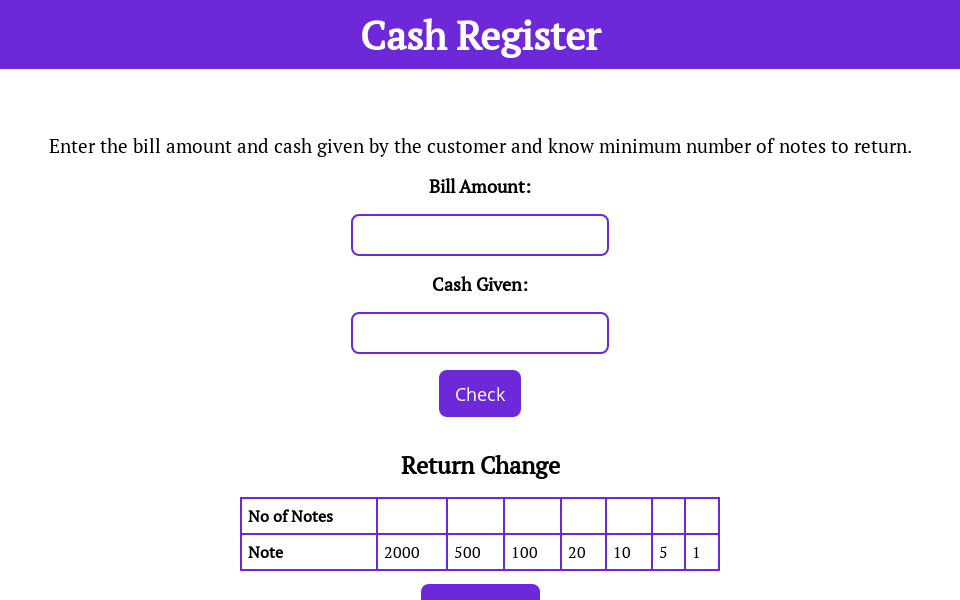 Cash Register
Enter the bill amount and cash given by the customer and know minimum number of notes to return.
Bill Amount:
Cash Given:
Check
Return Change
No of Notes
Note 2000 500 100 20 10 5 1